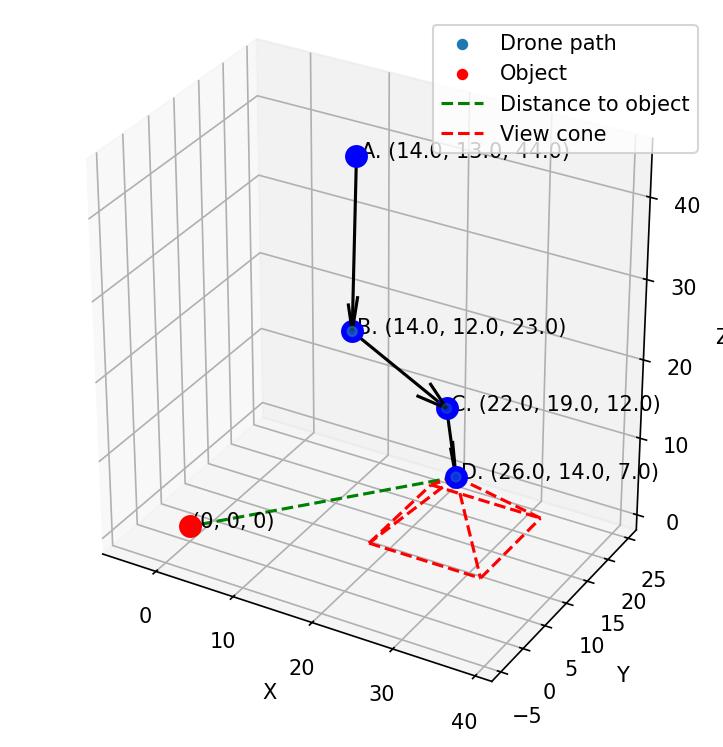 Drone path
Object
Distance to object
View cone
A. (14.0, 13.0, 44.0)
B. (14.0, 12.0, 23.0)
C. (22.0, 19.0, 12.0)
D. (26.0, 14.0, 7.0)
(0, 0, 0)
40
30
20
10
0
0
10
20
30
40
X
25
20
15
10
5
0
−5
Y